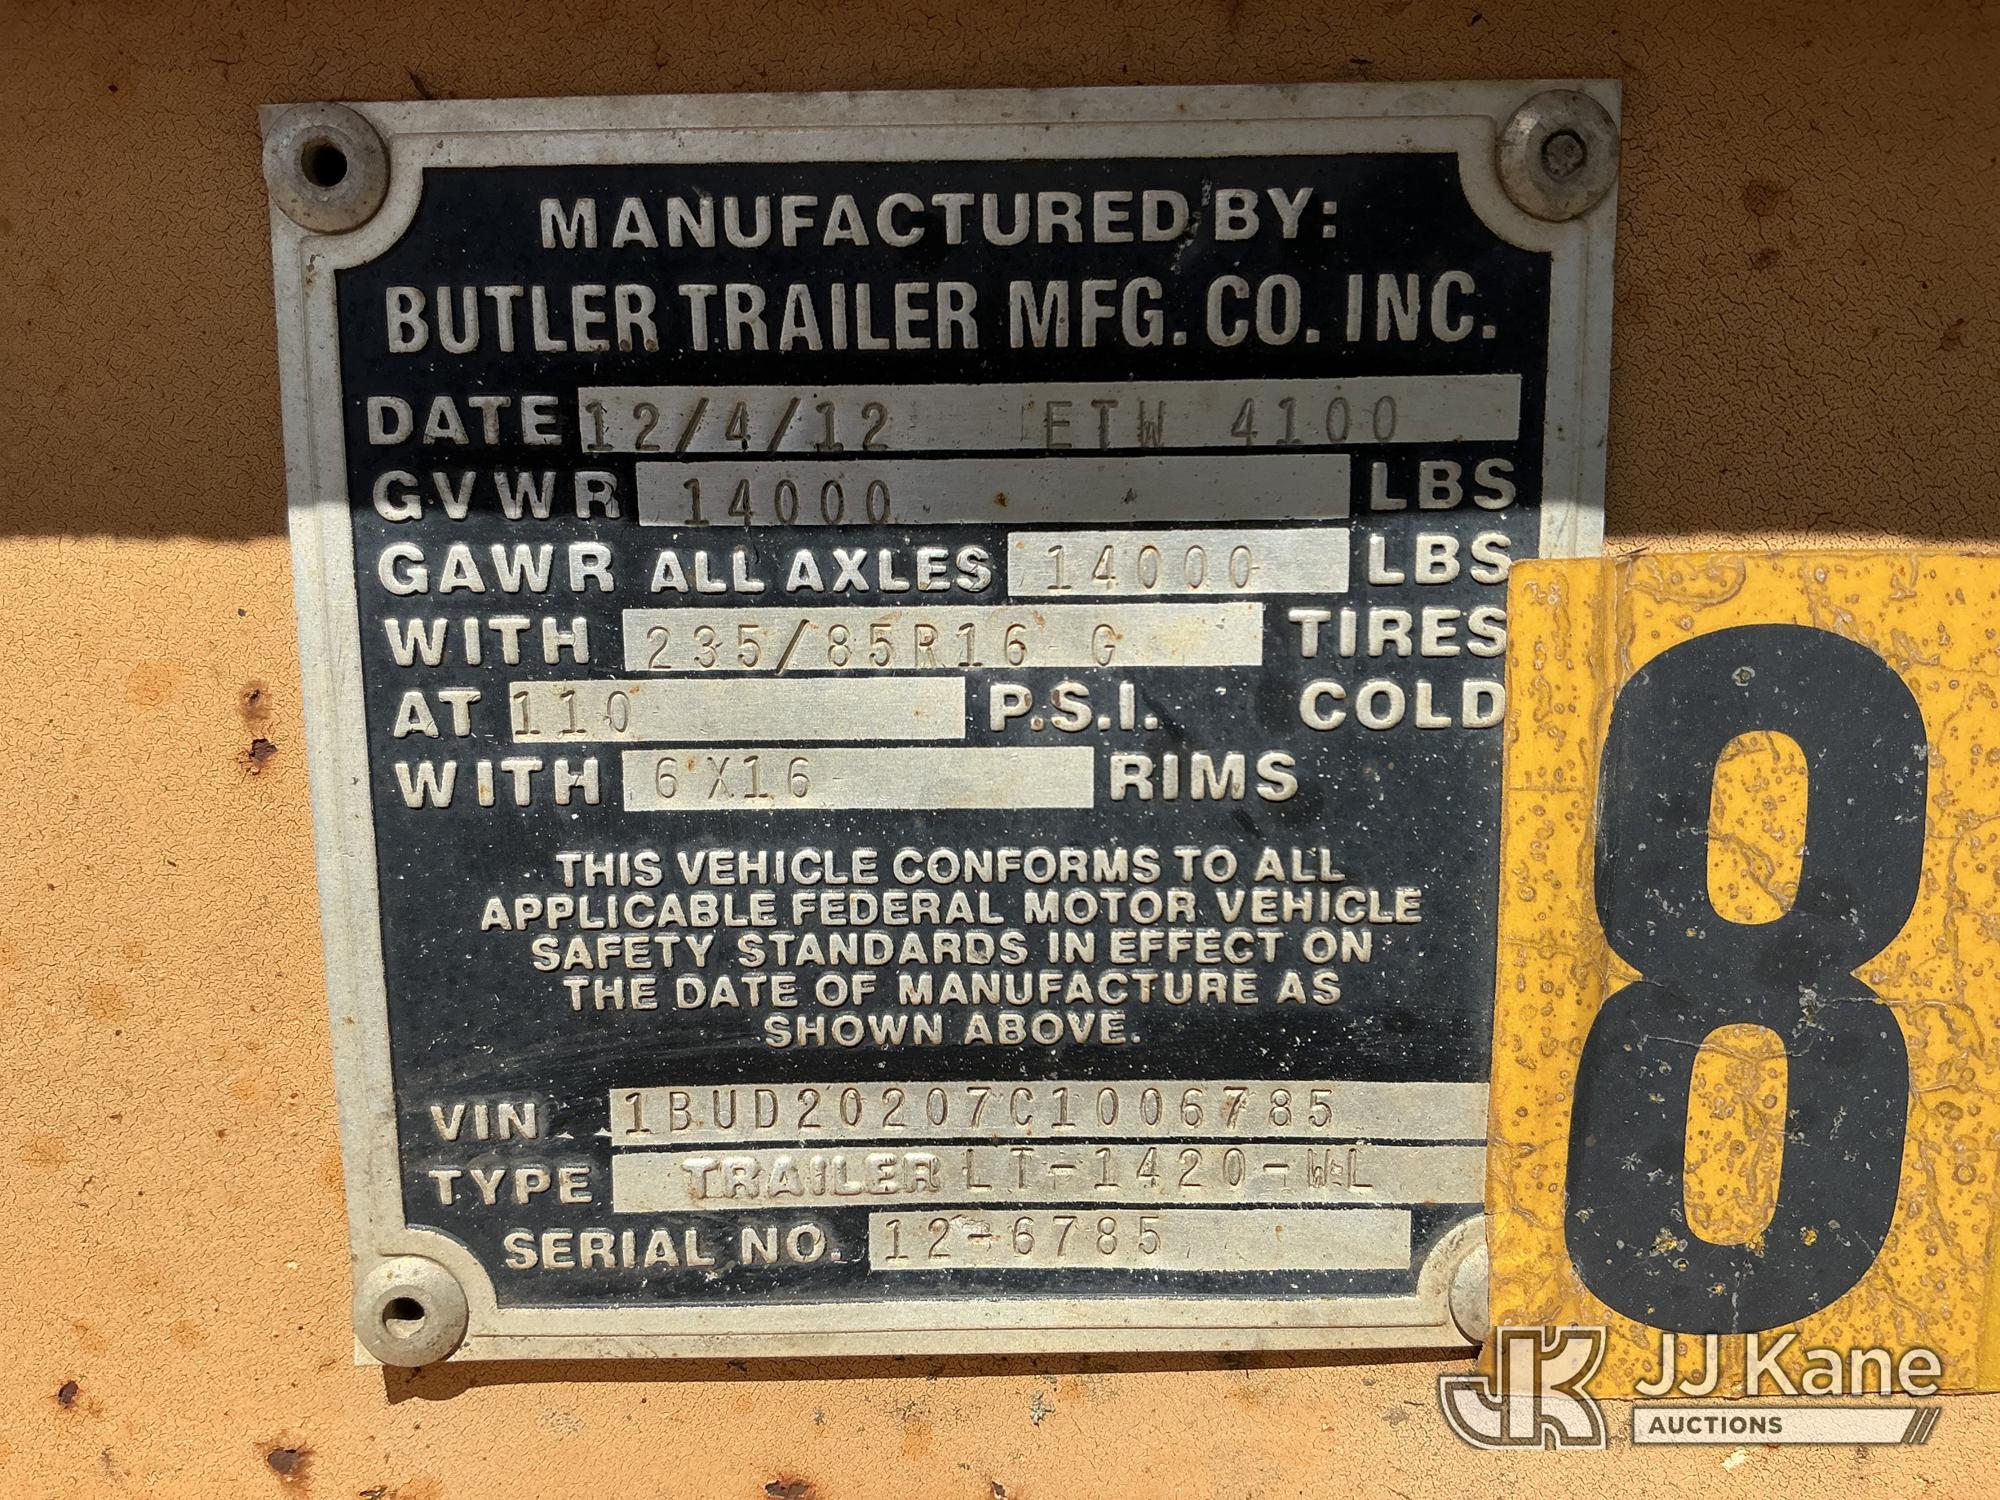 MANUFACTURED BY:
BUTLER TRAILER MFG. CO. INC.
DATE 12/4/12 ETW 4100
GVWR 14000 LBS
GAWR ALL AXLES 14000 LBS
WITH 235/85R16 G TIRES
AT 110 P.S.I. COLD
WITH 6X16 RIMS
THIS VEHICLE CONFORMS TO ALL
APPLICABLE FEDERAL MOTOR VEHICLE
SAFETY STANDARDS IN EFFECT ON
THE DATE OF MANUFACTURE AS
SHOWN ABOVE.
VIN 1BUD20207C1006785
TYPE TRAILER LT-1420-WL
SERIAL NO. 12-6785
8
JK JJ Kane
AUCTIONS